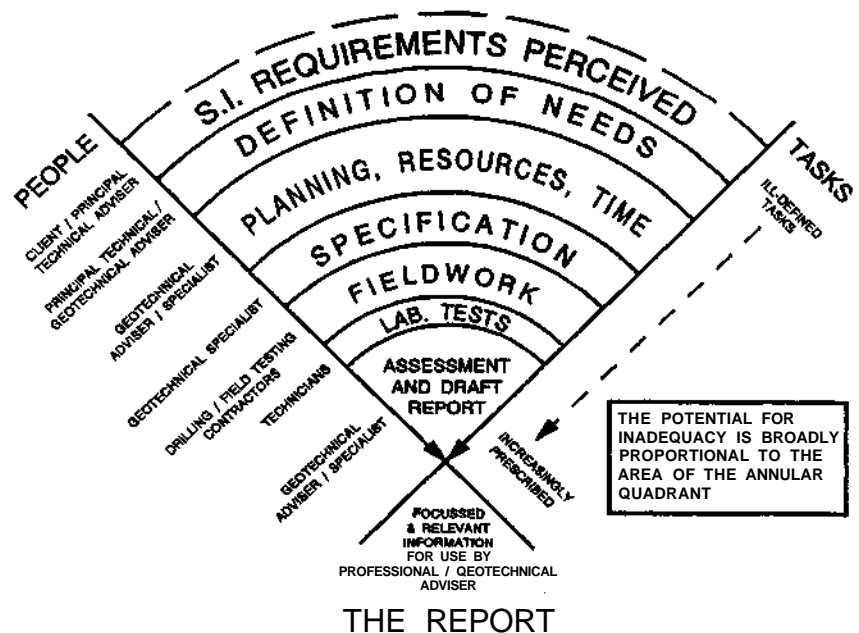 S.I. REQUIREMENTS PERCEIVED
DEFINITION OF NEEDS
PLANNING, RESOURCES, TIME
SPECIFICATION
FIELDWORK
LAB. TESTS
ASSESSMENT
AND DRAFT
REPORT
PEOPLE
CLIENT / PRINCIPAL
TECHNICAL ADVISER
PRINCIPAL TECHNICAL /
GEOTECHNICAL ADVISER
GEOTECHNICAL
ADVISER / SPECIALIST
GEOTECHNICAL SPECIALIST
DRILLING / FIELD TESTING
CONTRACTORS
TECHNICIANS
GEOTECHNICAL
ADVISER / SPECIALIST
TASKS
ILL-DEFINED
TASKS
INCREASINGLY
PRESCRIBED
THE POTENTIAL FOR
INADEQUACY IS BROADLY
PROPORTIONAL TO THE
AREA OF THE ANNULAR
QUADRANT
FOCUSSED
& RELEVANT
INFORMATION
FOR USE BY
PROFESSIONAL / QEOTECHNICAL
ADVISER
THE REPORT